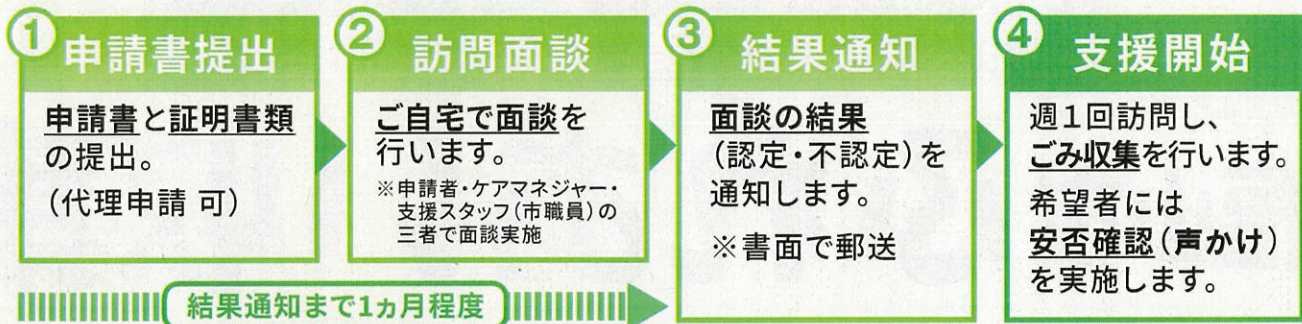 ① 申請書提出
申請書と証明書類
の提出。
(代理申請 可)
② 訪問面談
ご自宅で面談を
行います。
※申請者・ケアマネジャー・
支援スタッフ(市職員)の
三者で面談実施
③ 結果通知
面談の結果
(認定・不認定)を
通知します。
※書面で郵送
④ 支援開始
週1回訪問し、
ごみ収集を行います。
希望者には
安否確認(声かけ)
を実施します。
結果通知まで1ヵ月程度